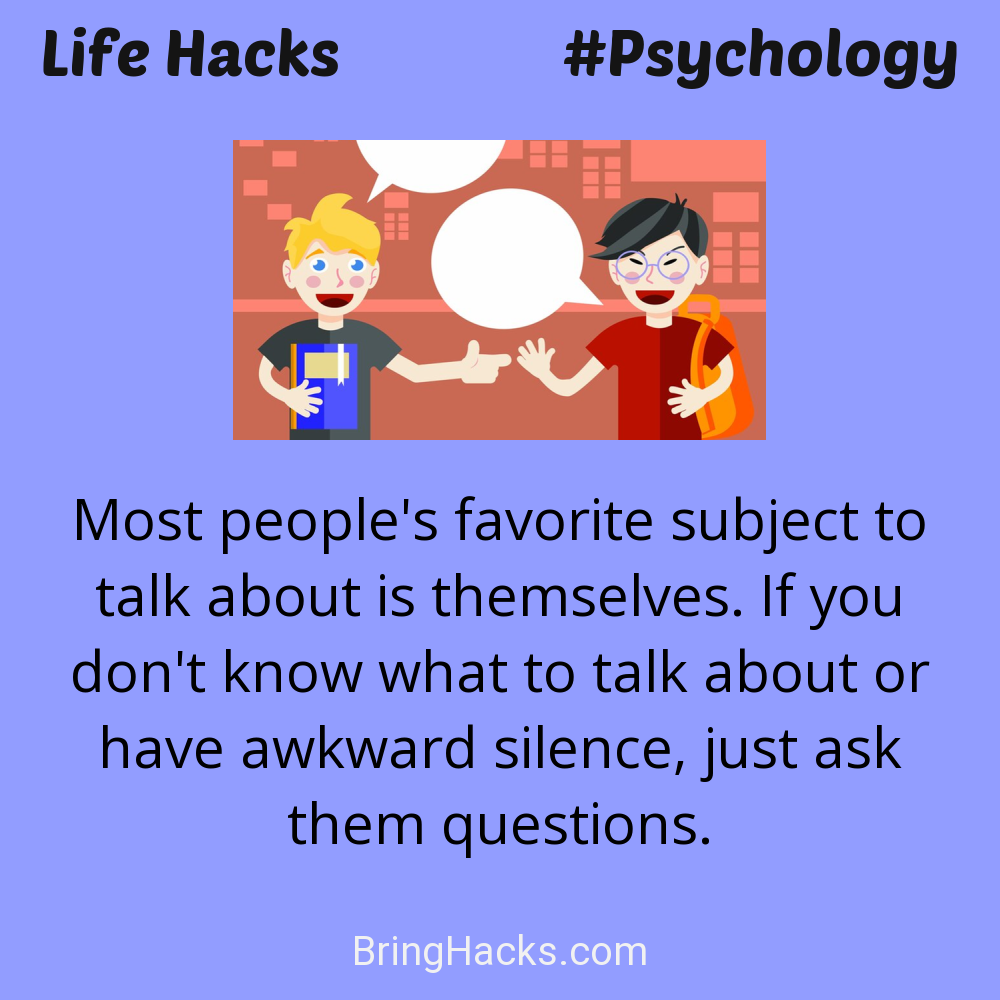 Life Hacks #Psychology
Most people's favorite subject to
talk about is themselves. If you
don't know what to talk about or
have awkward silence, just ask
them questions.
BringHacks.com